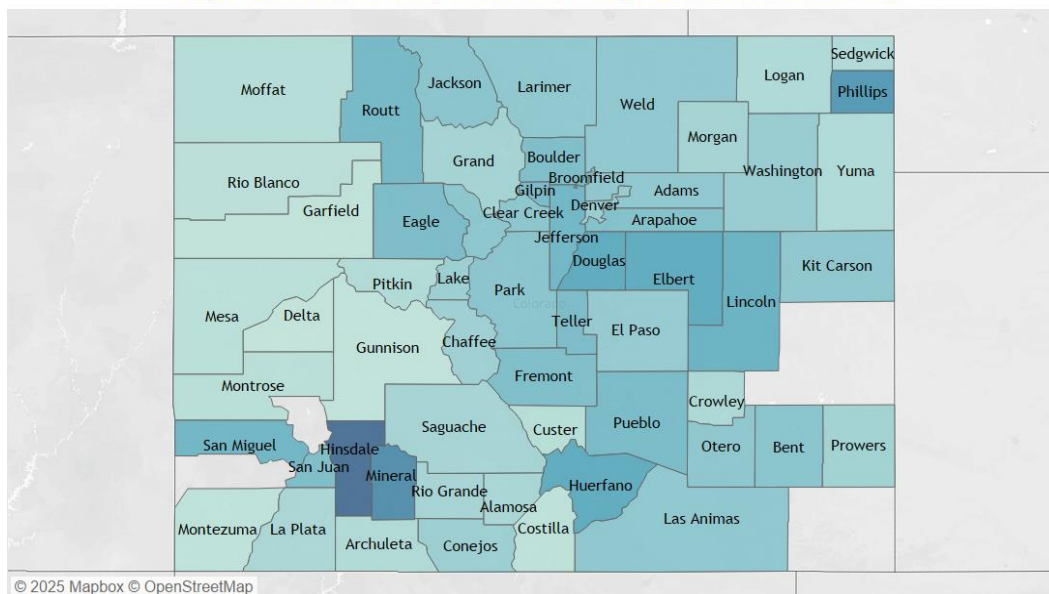 Sedgwick
Moffat
Jackson
Larimer
Logan
Phillips
Routt
Weld
Morgan
Grand
Boulder
Washington
Yuma
Rio Blanco
Broomfield
Gilpin
Adams
Garfield
Eagle
Clear Creek
Denver
Arapahoe
Jefferson
Douglas
Kit Carson
Pitkin
Lake
Park
Elbert
Lincoln
Colorado
Mesa
Delta
Teller
El Paso
Gunnison
Chaffee
Montrose
Fremont
Crowley
Saguache
Custer
Pueblo
San Miguel
Hinsdale
Otero
Bent
Prowers
San Juan
Mineral
Rio Grande
Huerfano
Alamosa
Montezuma
La Plata
Costilla
Las Animas
Archuleta
Conejos
© 2025 Mapbox © OpenStreetMap